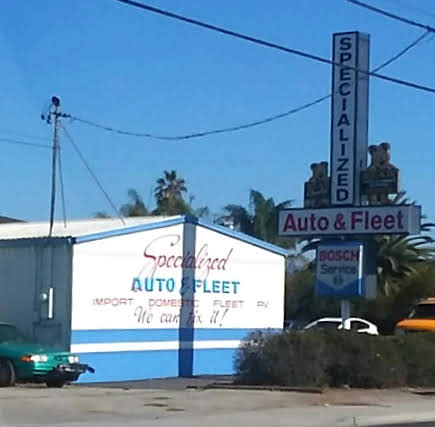 SPECIALIZED
Auto & Fleet
BOSCH
Service
Specialized
AUTO & FLEET
IMPORT DOMESTIC FLEET RV
We can fix it!